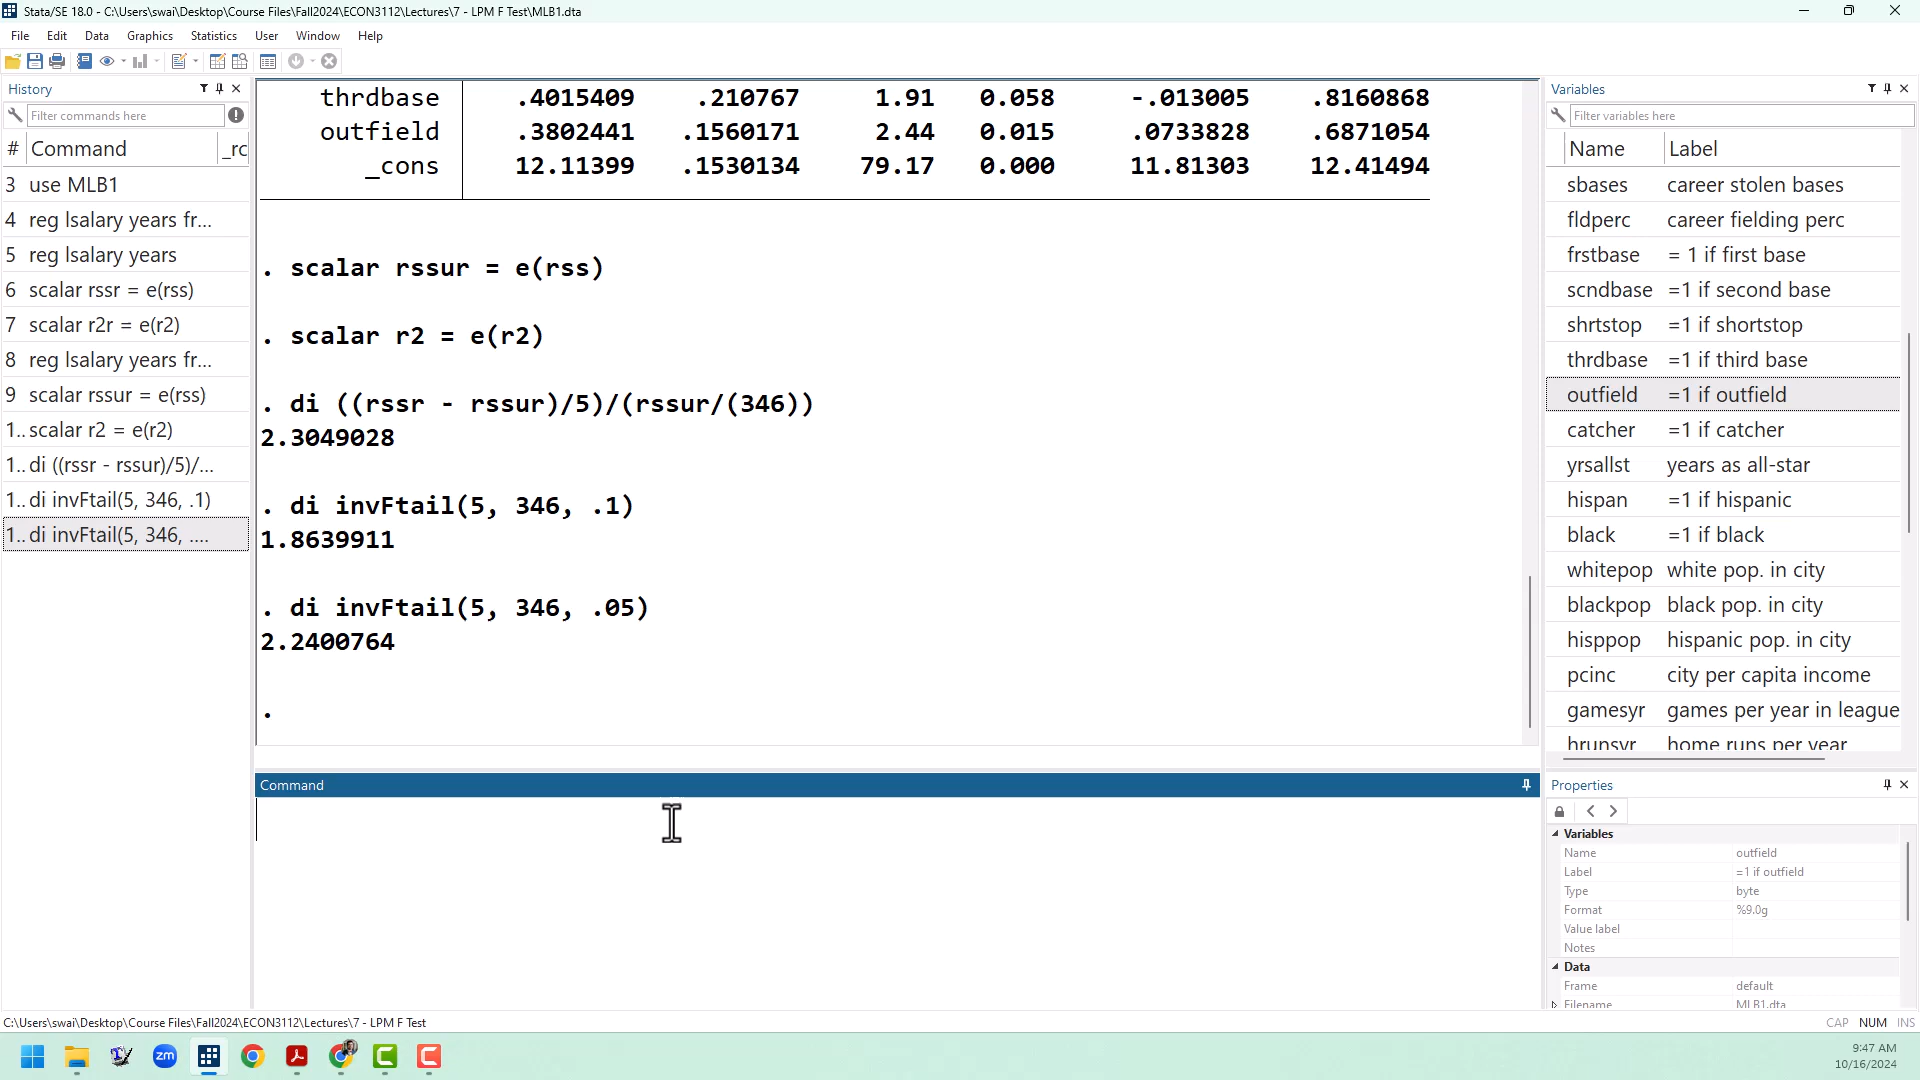 Stata/SE 18.0 - C:\Users\swai\Desktop\Course Files\Fall2024\ECON3112\Lectures\7 - LPM F Test\MLB1.dta
File Edit Data Graphics Statistics User Window Help
History
Filter commands here
# Command _rc
3 use MLB1
4 reg lsalary years fr...
5 reg lsalary years
6 scalar rssr = e(rss)
7 scalar r2r = e(r2)
8 reg lsalary years fr...
9 scalar rssur = e(rss)
1.. scalar r2 = e(r2)
1.. di ((rssr - rssur)/5)/...
1.. di invFtail(5, 346, .1)
1.. di invFtail(5, 346, ....
thrdbase .4015409 .210767 1.91 0.058 -.013005 .8160868
outfield .3802441 .1560171 2.44 0.015 .0733828 .6871054
_cons 12.11399 .1530134 79.17 0.000 11.81303 12.41494
. scalar rssur = e(rss)
. scalar r2 = e(r2)
. di ((rssr - rssur)/5)/(rssur/(346))
2.3049028
. di invFtail(5, 346, .1)
1.8639911
. di invFtail(5, 346, .05)
2.2400764
.
Command
Variables
Filter variables here
Name Label
sbases career stolen bases
fldperc career fielding perc
frstbase = 1 if first base
scndbase =1 if second base
shrtstop =1 if shortstop
thrdbase =1 if third base
outfield =1 if outfield
catcher =1 if catcher
yrsallst years as all-star
hispan =1 if hispanic
black =1 if black
whitepop white pop. in city
blackpop black pop. in city
hisppop hispanic pop. in city
pcinc city per capita income
gamesyr games per year in league
hrunsyr home runs per year
Properties
Variables
Name outfield
Label =1 if outfield
Type byte
Format %9.0g
Value label
Notes
Data
Frame default
Filename MLB1.dta
C:\Users\swai\Desktop\Course Files\Fall2024\ECON3112\Lectures\7 - LPM F Test
CAP NUM INS
zm
9:47 AM
10/16/2024